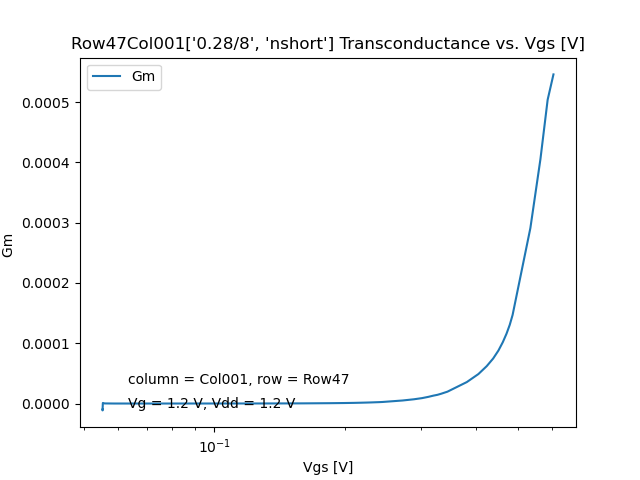 Row47Col001['0.28/8', 'nshort'] Transconductance vs. Vgs [V]
Gm
0.0005
0.0004
0.0003
0.0002
0.0001
0.0000
Gm
column = Col001, row = Row47
Vg = 1.2 V, Vdd = 1.2 V
10⁻¹
Vgs [V]